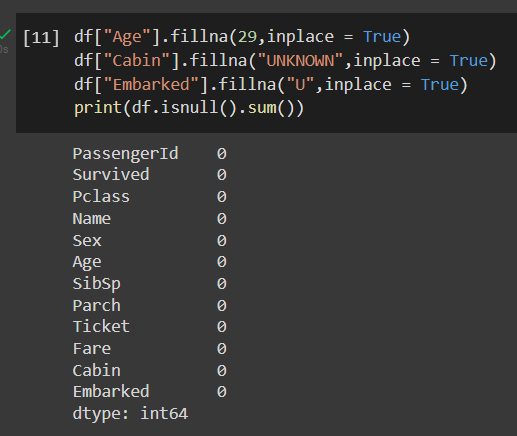 [11] df["Age"].fillna(29,inplace = True)
df["Cabin"].fillna("UNKNOWN",inplace = True)
df["Embarked"].fillna("U",inplace = True)
print(df.isnull().sum())
PassengerId    0
Survived       0
Pclass         0
Name           0
Sex            0
Age            0
SibSp          0
Parch          0
Ticket         0
Fare           0
Cabin          0
Embarked       0
dtype: int64